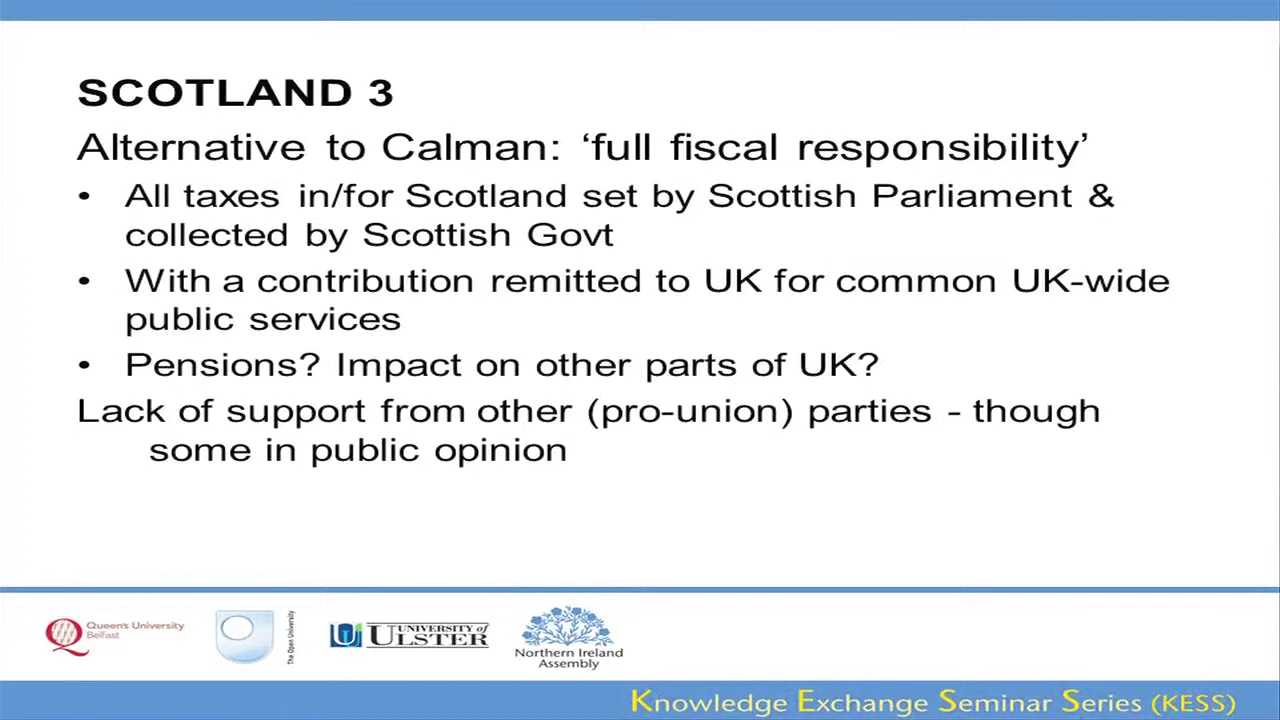 SCOTLAND 3
Alternative to Calman: ‘full fiscal responsibility’
• All taxes in/for Scotland set by Scottish Parliament &
collected by Scottish Govt
• With a contribution remitted to UK for common UK-wide
public services
• Pensions? Impact on other parts of UK?
Lack of support from other (pro-union) parties - though
some in public opinion
Queen's University
Belfast
The Open University
UNIVERSITY of
ULSTER
Northern Ireland
Assembly
Knowledge Exchange Seminar Series (KESS)